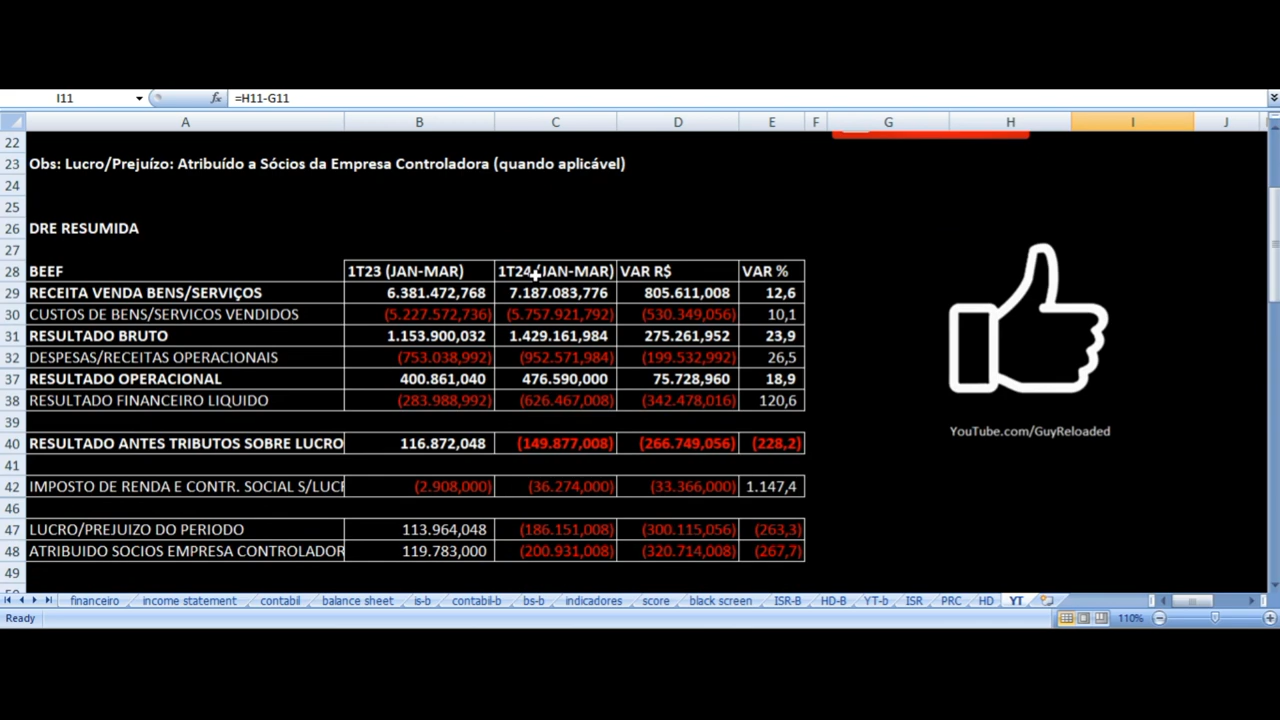 I11 fx =H11-G11
A B C D E F G H I J
22
23 Obs: Lucro/Prejuízo: Atribuído a Sócios da Empresa Controladora (quando aplicável)
24
25
26 DRE RESUMIDA
27
28 BEEF 1T23 (JAN-MAR) 1T24 (JAN-MAR) VAR R$ VAR %
29 RECEITA VENDA BENS/SERVIÇOS 6.381.472,768 7.187.083,776 805.611,008 12,6
30 CUSTOS DE BENS/SERVICOS VENDIDOS (5.227.572,736) (5.757.921,792) (530.349,056) 10,1
31 RESULTADO BRUTO 1.153.900,032 1.429.161,984 275.261,952 23,9
32 DESPESAS/RECEITAS OPERACIONAIS (753.038,992) (952.571,984) (199.532,992) 26,5
37 RESULTADO OPERACIONAL 400.861,040 476.590,000 75.728,960 18,9
38 RESULTADO FINANCEIRO LIQUIDO (283.988,992) (626.467,008) (342.478,016) 120,6
39
40 RESULTADO ANTES TRIBUTOS SOBRE LUCRO 116.872,048 (149.877,008) (266.749,056) (228,2)
YouTube.com/GuyReloaded
41
42 IMPOSTO DE RENDA E CONTR. SOCIAL S/LUCR (2.908,000) (36.274,000) (33.366,000) 1.147,4
46
47 LUCRO/PREJUIZO DO PERIODO 113.964,048 (186.151,008) (300.115,056) (263,3)
48 ATRIBUIDO SOCIOS EMPRESA CONTROLADOR 119.783,000 (200.931,008) (320.714,008) (267,7)
49
financeiro income statement contabil balance sheet is-b contabil-b bs-b indicadores score black screen ISR-B HD-B YT-b ISR PRC HD YT
Ready 110%